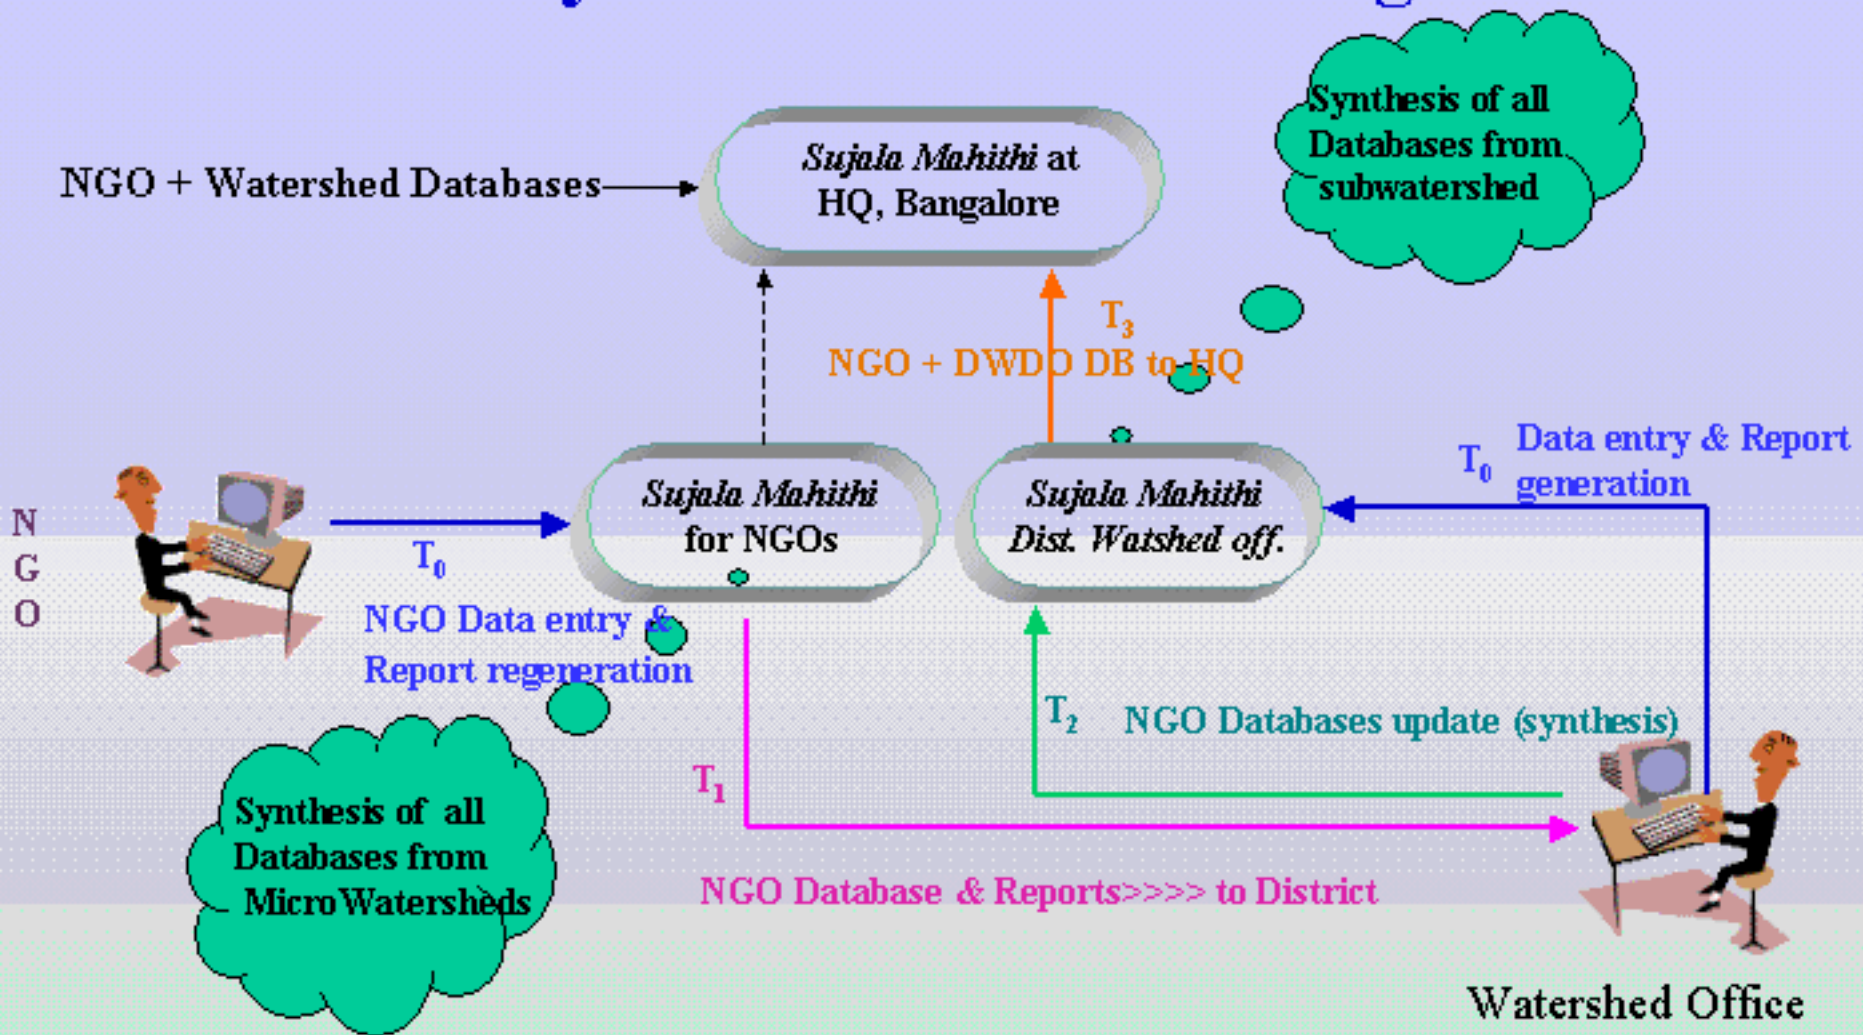 Synthesis of all
Databases from
subwatershed
Sujala Mahithi at
HQ, Bangalore
NGO + Watershed Databases
T3
NGO + DWDO DB to HQ
T0 Data entry & Report
generation
N
G
O
Sujala Mahithi
for NGOs
Sujala Mahithi
Dist. Watshed off.
T0
NGO Data entry &
Report regeneration
T2 NGO Databases update (synthesis)
T1
Synthesis of all
Databases from
Micro Watersheds
NGO Database & Reports>>>> to District
Watershed Office